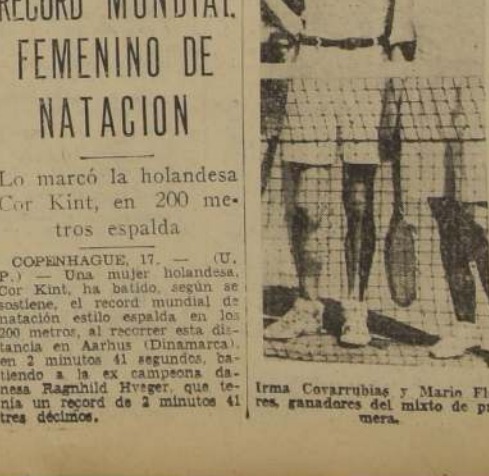 RECORD MUNDIAL
FEMENINO DE
NATACION
Lo marcó la holandesa
Cor Kint, en 200 me-
tros espalda
COPENHAGUE, 17. — (U.
P.) — Una mujer holandesa,
Cor Kint, ha batido, según se
sostiene, el record mundial de
natación estilo espalda en los
200 metros, al recorrer esta dis-
tancia en Aarhus (Dinamarca),
en 2 minutos 41 segundos, ba-
tiendo a la ex campeona da-
nesa Ragnhild Hveger, que te-
nía un record de 2 minutos 41
tres décimos.
Irma Covarrubias y Mario Fl
res, ganadores del mixto de pr
mera.